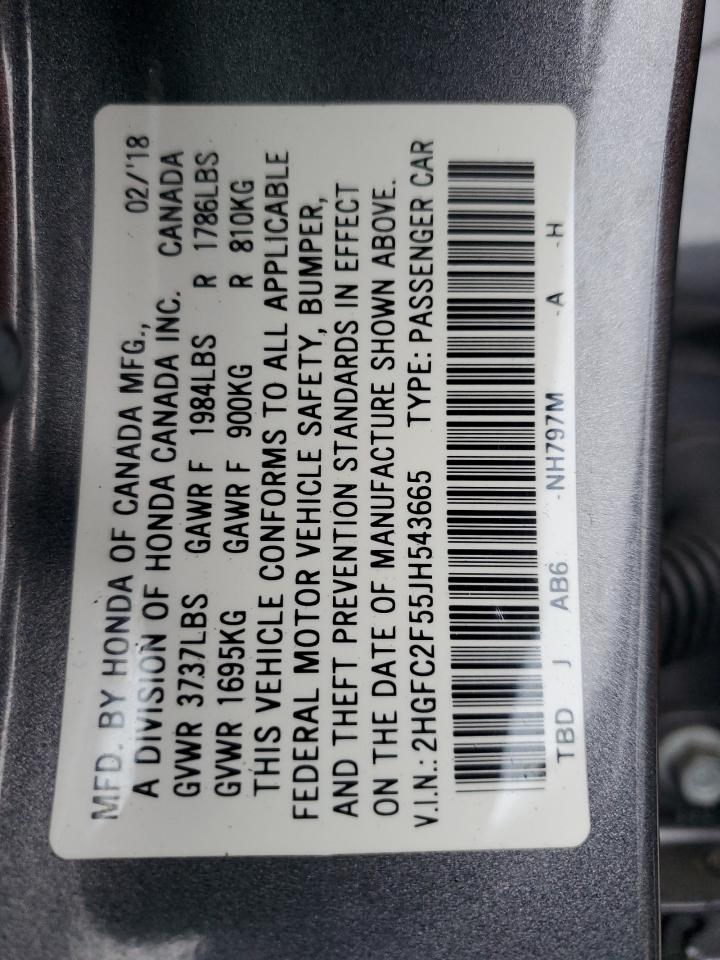 MFD. BY HONDA OF CANADA MFG., 02/'18
A DIVISION OF HONDA CANADA INC. CANADA
GVWR 3737LBS GAWR F 1984LBS R 1786LBS
GVWR 1695KG GAWR F 900KG R 810KG
THIS VEHICLE CONFORMS TO ALL APPLICABLE
FEDERAL MOTOR VEHICLE SAFETY, BUMPER,
AND THEFT PREVENTION STANDARDS IN EFFECT
ON THE DATE OF MANUFACTURE SHOWN ABOVE.
V.I.N.: 2HGFC2F55JH543665 TYPE: PASSENGER CAR
TBD J AB6 -NH797M -A -H